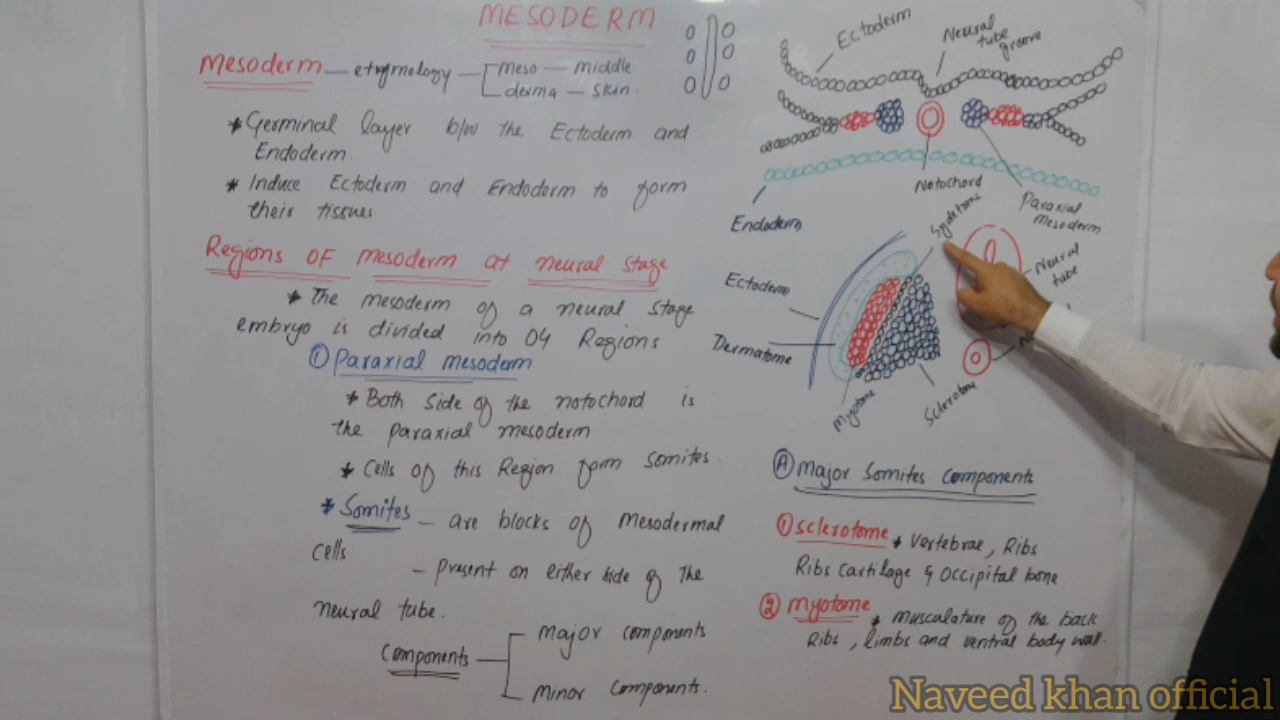 MESODERM
Mesoderm — etymology — meso — middle
derma — skin.
* Germinal layer b/w the Ectoderm and
Endoderm.
* Induce Ectoderm and Endoderm to form
their tissues.
Regions OF mesoderm at neural stage
* The mesoderm of a neural stage
embryo is divided into 04 Regions
① Paraxial mesoderm
* Both side of the notochord is
the paraxial mesoderm
* Cells of this Region form somites.
* Somites — are blocks of mesodermal
cells
— present on either side of the
neural tube.
Components — major components
minor components.
Ectoderm
Neural
tube
groove
Notochord
Paraxial
mesoderm.
Endoderm
Syndetome
Ectoderm
Neural
tube
Dermatome
Myotome
Sclerotome
Ⓐ Major Somites Components
① Sclerotome * Vertebrae, Ribs
Ribs Cartilage & Occipital bone
② Myotome * musculature of the back
Ribs, limbs and ventral body wall.
Naveed khan official